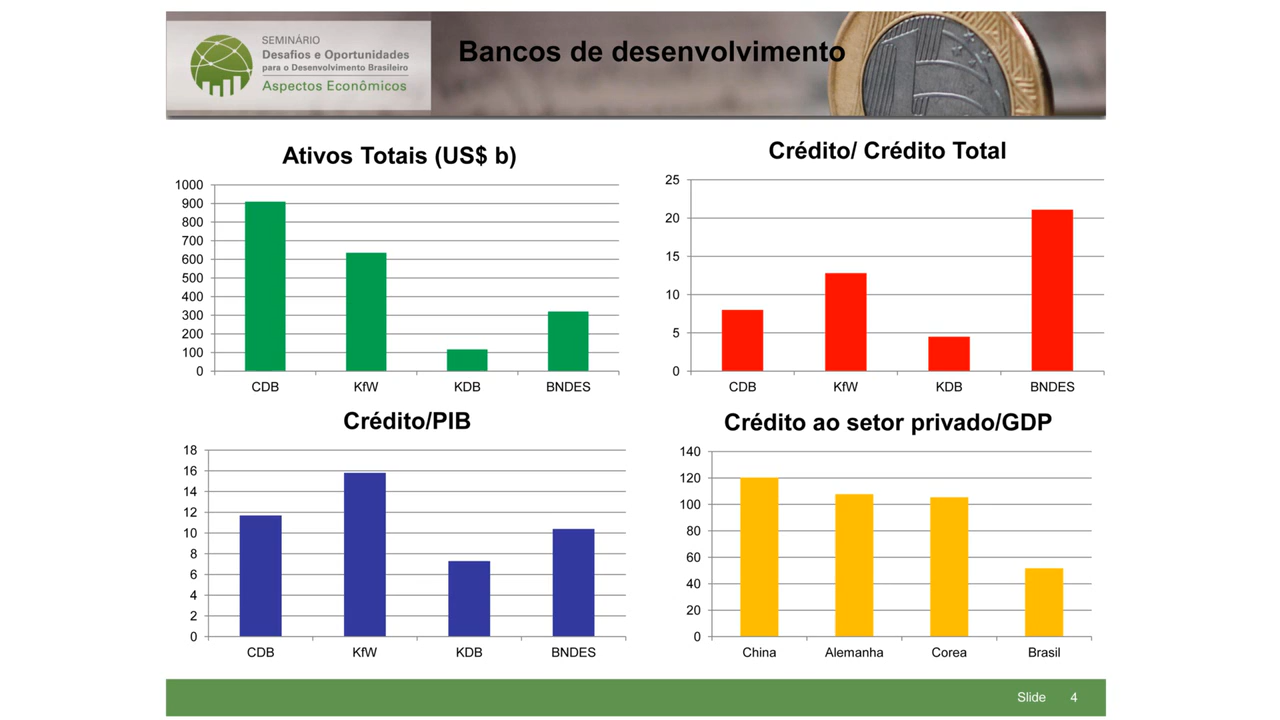 SEMINÁRIO
Desafios e Oportunidades
para o Desenvolvimento Brasileiro
Aspectos Econômicos
Bancos de desenvolvimento
Ativos Totais (US$ b)
1000
900
800
700
600
500
400
300
200
100
0
CDB KfW KDB BNDES
Crédito/ Crédito Total
25
20
15
10
5
0
CDB KfW KDB BNDES
Crédito/PIB
18
16
14
12
10
8
6
4
2
0
CDB KfW KDB BNDES
Crédito ao setor privado/GDP
140
120
100
80
60
40
20
0
China Alemanha Corea Brasil
Slide 4